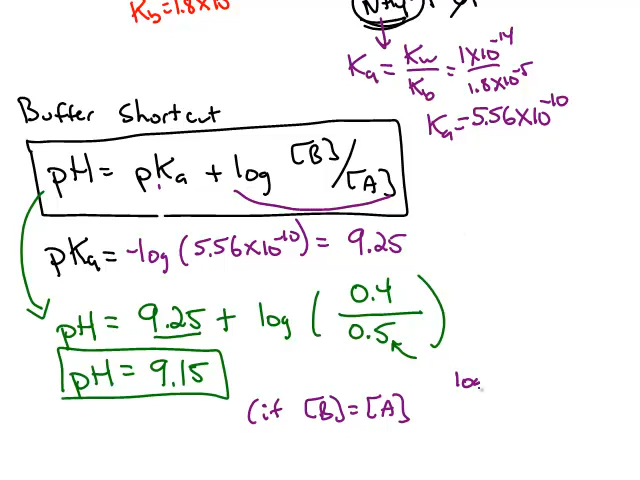 Kb = 1.8x10
NH4
Ka = Kw/Kb = 1x10^-14/1.8x10^-5
Ka = 5.56x10^-10
Buffer Shortcut
pH = pKa + log [B]/[A]
pKa = -log(5.56x10^-10) = 9.25
pH = 9.25 + log (0.4/0.5)
pH = 9.15
(if [B]=[A]
log